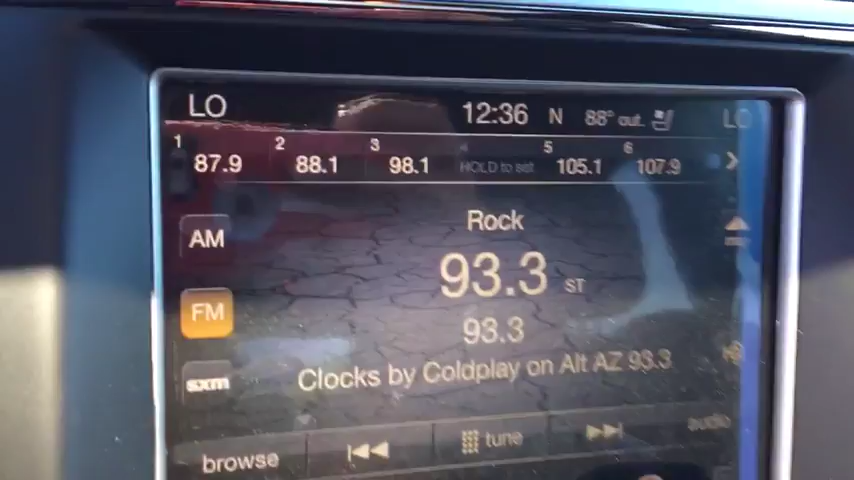 LO 12:36 N 88° out LO
1 87.9 2 88.1 3 98.1 4 HOLD to set 5 105.1 6 107.9
Rock
AM
93.3 ST
FM
93.3
Clocks by Coldplay on Alt AZ 93.3
sxm
browse tune audio